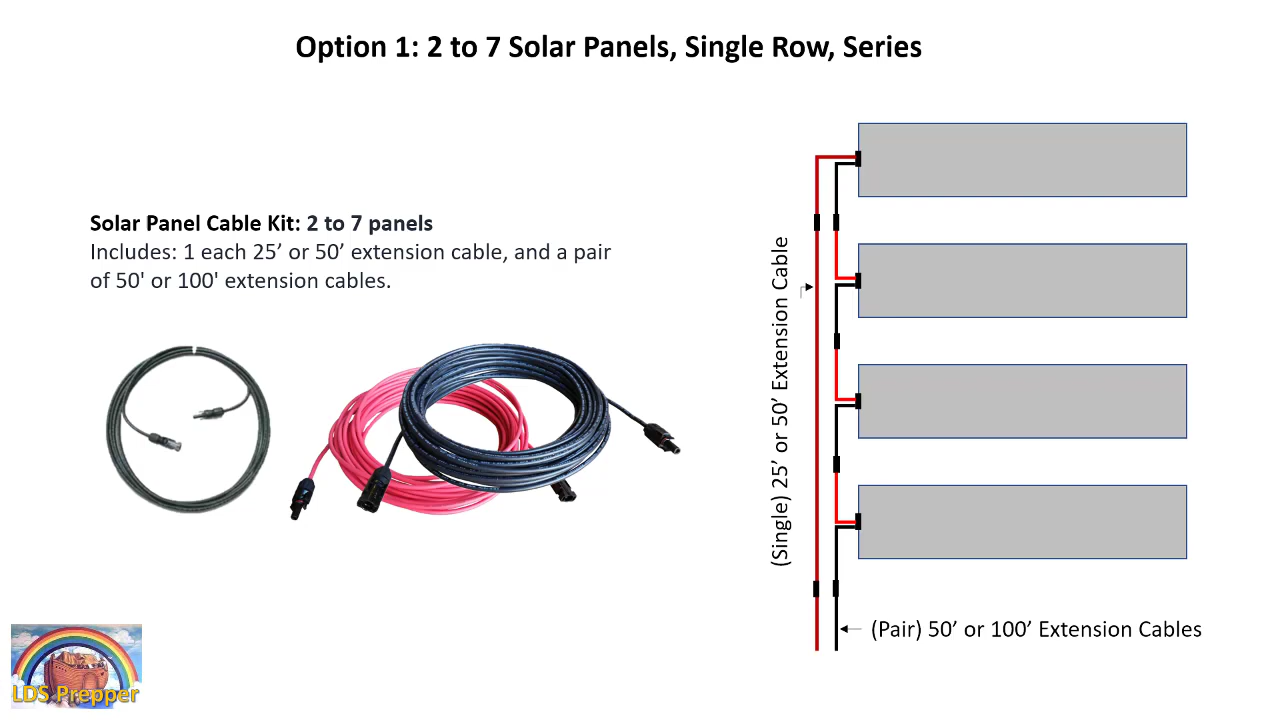 Option 1: 2 to 7 Solar Panels, Single Row, Series
Solar Panel Cable Kit: 2 to 7 panels
Includes: 1 each 25’ or 50’ extension cable, and a pair
of 50' or 100' extension cables.
(Single) 25’ or 50’ Extension Cable
(Pair) 50’ or 100’ Extension Cables
LDS Prepper